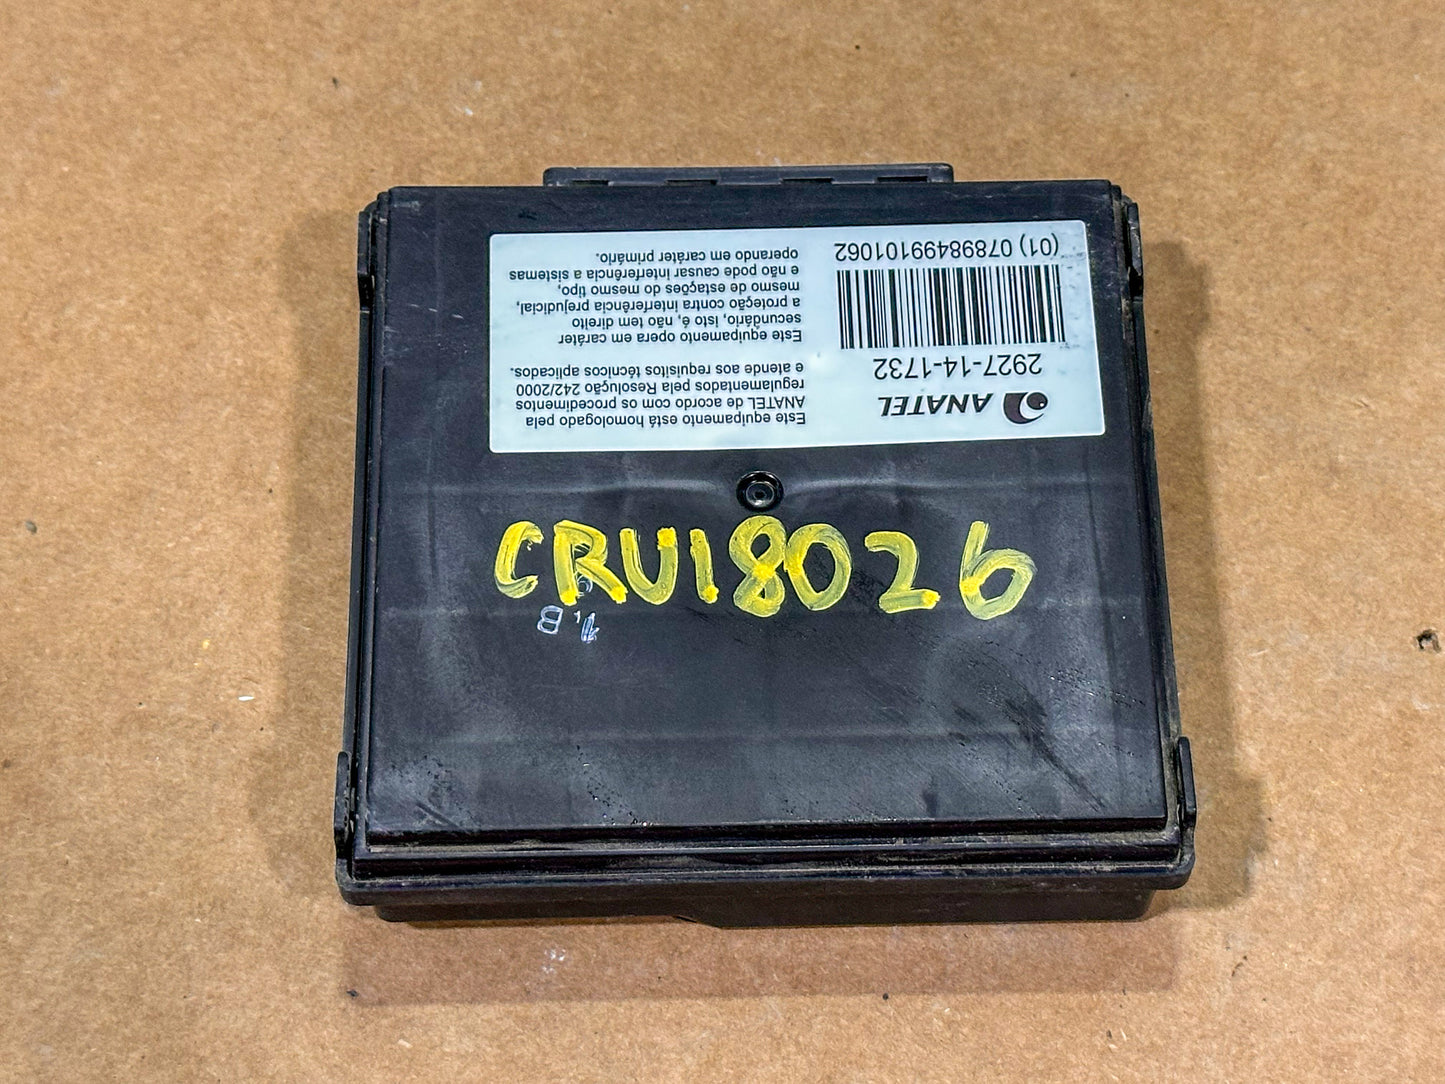 CRU18026
1.B
Este equipamento está homologado pela
ANATEL de acordo com os procedimentos
regulamentados pela Resolução 242/2000
e atende aos requisitos técnicos aplicados.
Este equipamento opera em caráter
secundário, isto é, não tem direito
a proteção contra interferência prejudicial,
mesmo de estações do mesmo tipo,
e não pode causar interferência a sistemas
operando em caráter primário.
ANATEL
2927-14-1732
(01) 07898499101062